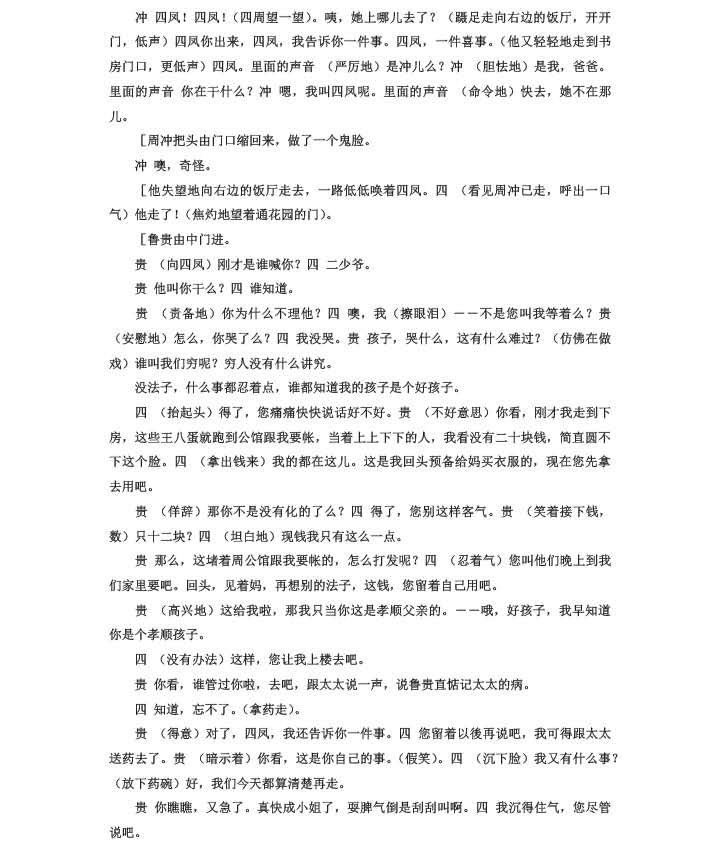 冲 四凤！四凤！（四周望一望）。咦，她上哪儿去了？（蹑足走向右边的饭厅，开开
门，低声）四凤你出来，四凤，我告诉你一件事。四凤，一件喜事。（他又轻轻地走到书
房门口，更低声）四凤。里面的声音 （严厉地）是冲儿么？冲 （胆怯地）是我，爸爸。
里面的声音 你在干什么？冲 嗯，我叫四凤呢。里面的声音 （命令地）快去，她不在那
儿。
［周冲把头由门口缩回来，做了一个鬼脸。
冲 噢，奇怪。
［他失望地向右边的饭厅走去，一路低低唤着四凤。四 （看见周冲已走，呼出一口
气）他走了！（焦灼地望着通花园的门）。
［鲁贵由中门进。
贵 （向四凤）刚才是谁喊你？四 二少爷。
贵 他叫你干么？四 谁知道。
贵 （责备地）你为什么不理他？四 噢，我（擦眼泪）－－不是您叫我等着么？贵
（安慰地）怎么，你哭了么？四 我没哭。贵 孩子，哭什么，这有什么难过？（仿佛在做
戏）谁叫我们穷呢？穷人没有什么讲究。
没法子，什么事都忍着点，谁都知道我的孩子是个好孩子。
四 （抬起头）得了，您痛痛快快说话好不好。贵 （不好意思）你看，刚才我走到下
房，这些王八蛋就跑到公馆跟我要帐，当着上上下下的人，我看没有二十块钱，简直圆不
下这个脸。四 （拿出钱来）我的都在这儿。这是我回头预备给妈买衣服的，现在您先拿
去用吧。
贵 （佯辞）那你不是没有化的了么？四 得了，您别这样客气。贵 （笑着接下钱，
数）只十二块？四 （坦白地）现钱我只有这么一点。
贵 那么，这堵着周公馆跟我要帐的，怎么打发呢？四 （忍着气）您叫他们晚上到我
们家里要吧。回头，见着妈，再想别的法子，这钱，您留着自己用吧。
贵 （高兴地）这给我啦，那我只当你这是孝顺父亲的。－－哦，好孩子，我早知道
你是个孝顺孩子。
四 （没有办法）这样，您让我上楼去吧。
贵 你看，谁管过你啦，去吧，跟太太说一声，说鲁贵直惦记太太的病。
四 知道，忘不了。（拿药走）。
贵 （得意）对了，四凤，我还告诉你一件事。四 您留着以後再说吧，我可得跟太太
送药去了。贵 （暗示着）你看，这是你自己的事。（假笑）。四 （沉下脸）我又有什么事？
（放下药碗）好，我们今天都算清楚再走。
贵 你瞧瞧，又急了。真快成小姐了，耍脾气倒是刮刮叫啊。四 我沉得住气，您尽管
说吧。